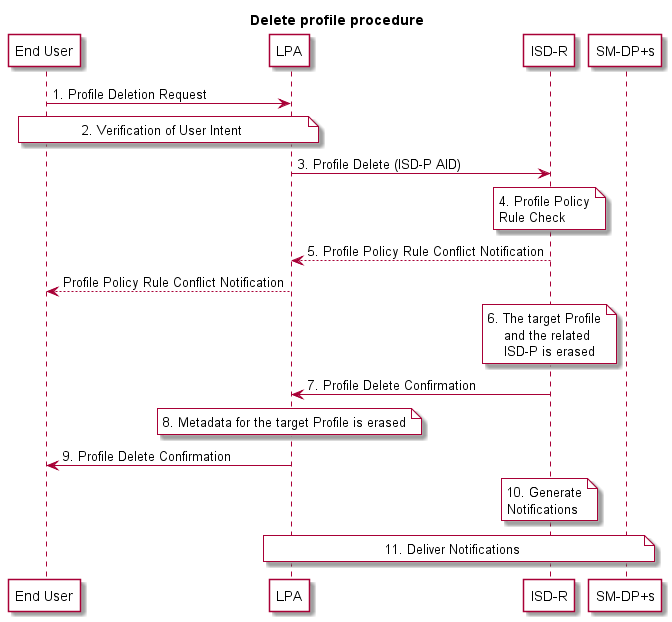 Delete profile procedure
End User
LPA
ISD-R
SM-DP+s
1. Profile Deletion Request
2. Verification of User Intent
3. Profile Delete (ISD-P AID)
4. Profile Policy
Rule Check
5. Profile Policy Rule Conflict Notification
Profile Policy Rule Conflict Notification
6. The target Profile
and the related
ISD-P is erased
7. Profile Delete Confirmation
8. Metadata for the target Profile is erased
9. Profile Delete Confirmation
10. Generate
Notifications
11. Deliver Notifications
End User
LPA
ISD-R
SM-DP+s